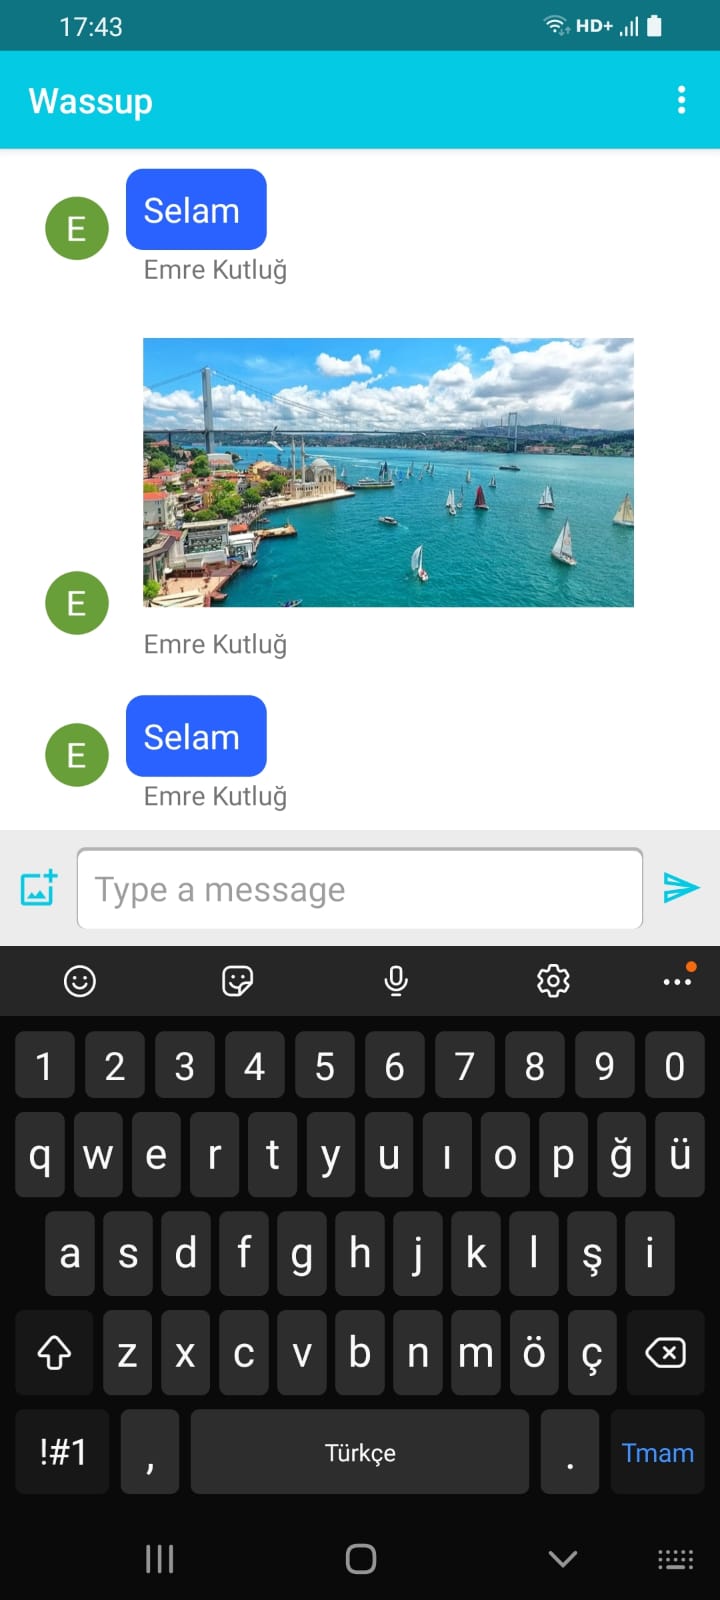 17:43 HD+
Wassup
E Selam
Emre Kutluğ
E
Emre Kutluğ
E Selam
Emre Kutluğ
Type a message
1 2 3 4 5 6 7 8 9 0
q w e r t y u ı o p ğ ü
a s d f g h j k l ş i
z x c v b n m ö ç
!#1 , Türkçe . Tmam